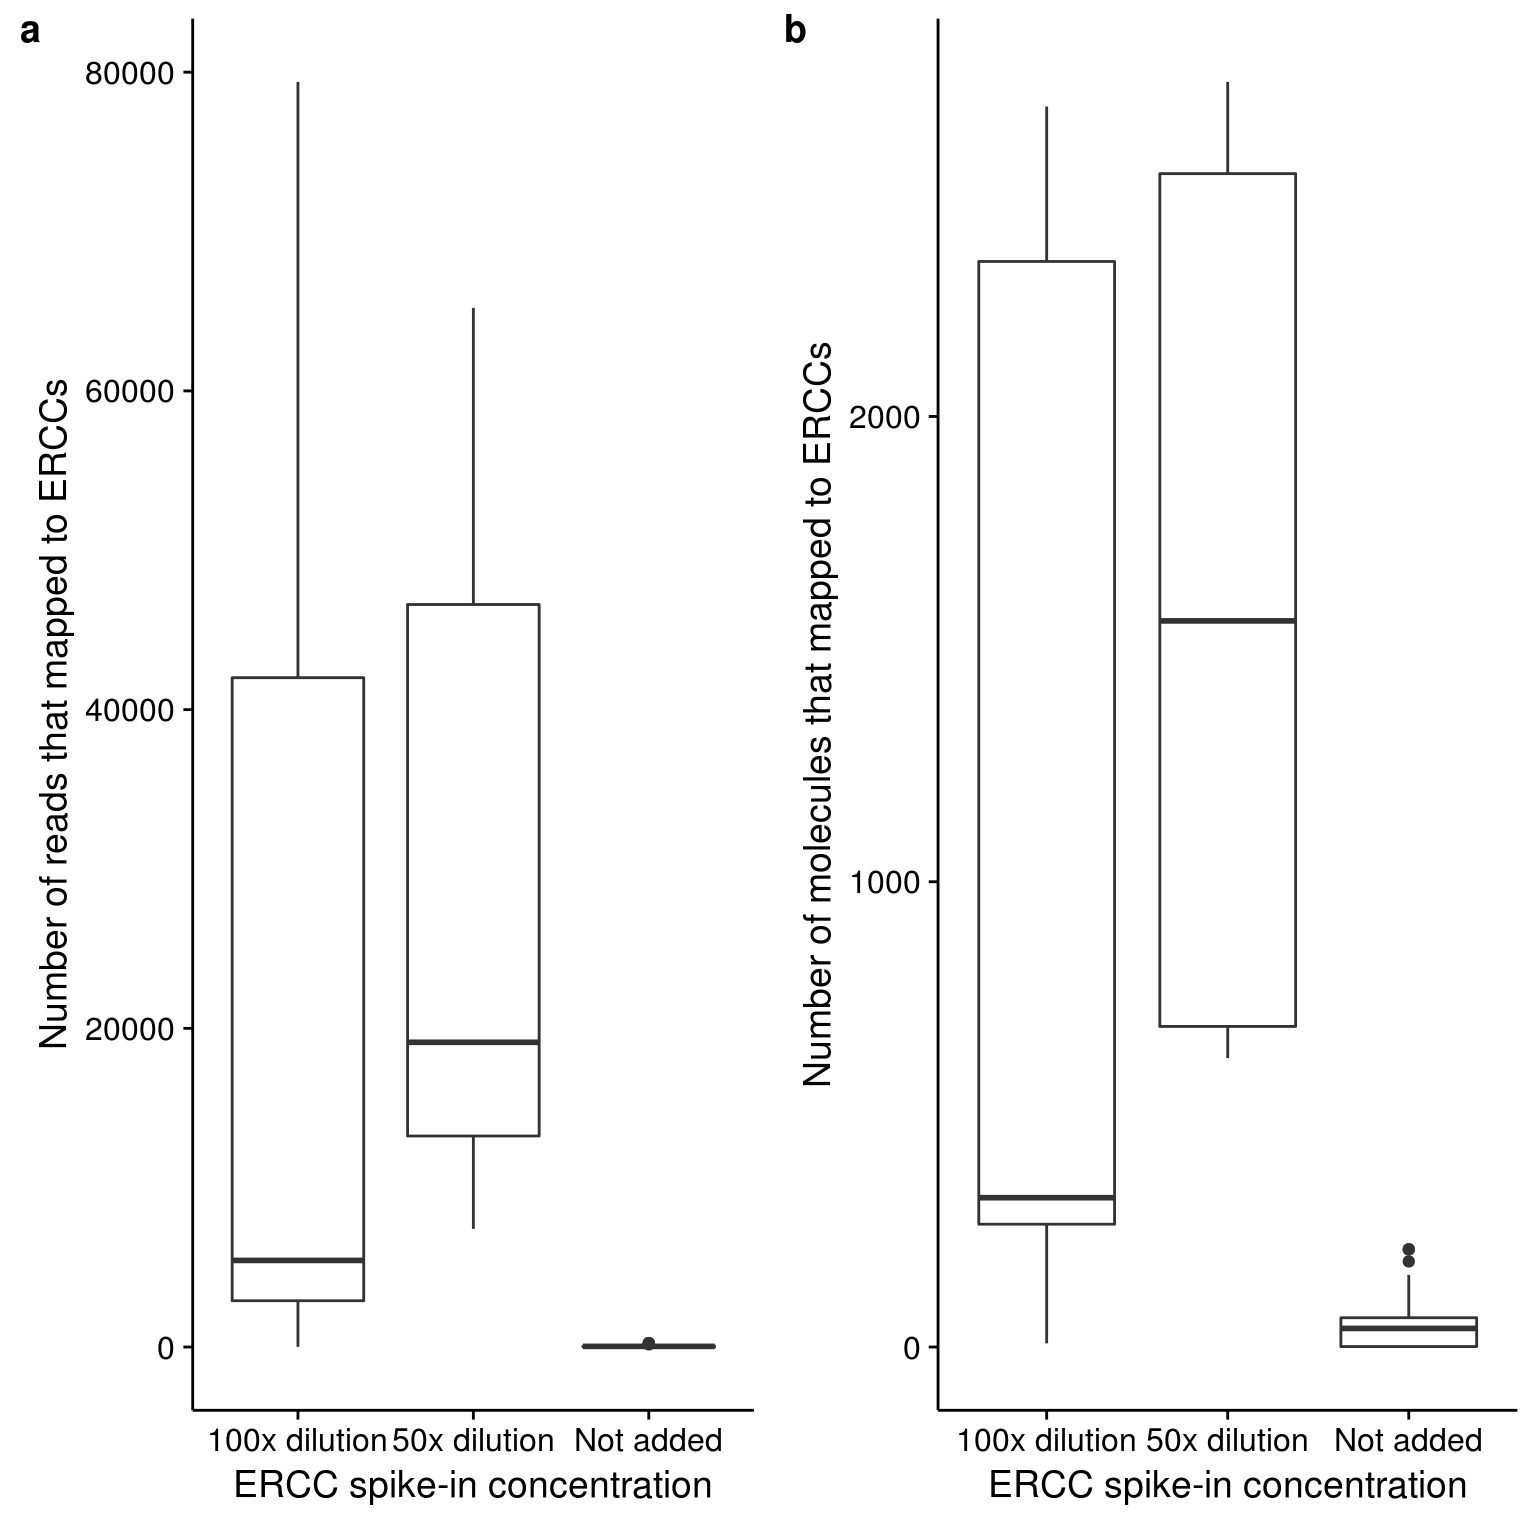 a
Number of reads that mapped to ERCCs
80000
60000
40000
20000
0
100x dilution 50x dilution Not added
ERCC spike-in concentration
b
Number of molecules that mapped to ERCCs
2000
1000
0
100x dilution 50x dilution Not added
ERCC spike-in concentration